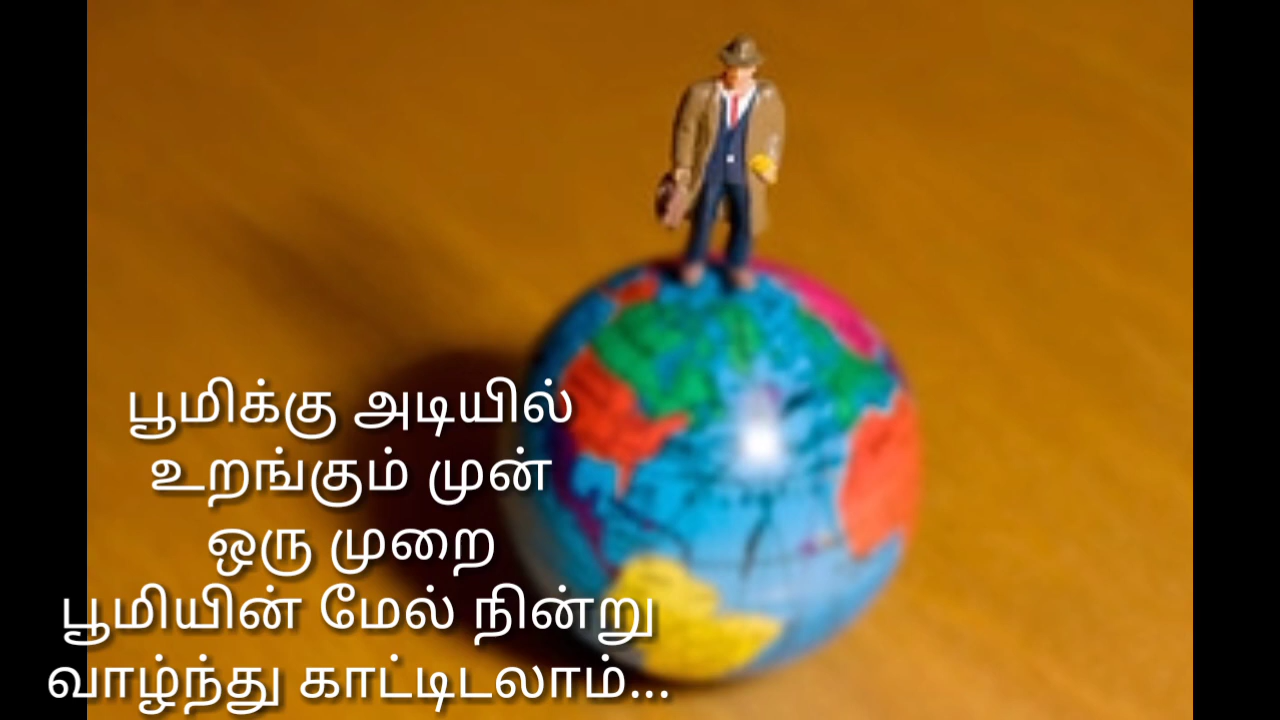 பூமிக்கு அடியில்
உறங்கும் முன்
ஒரு முறை
பூமியின் மேல் நின்று
வாழ்ந்து காட்டிடலாம்...